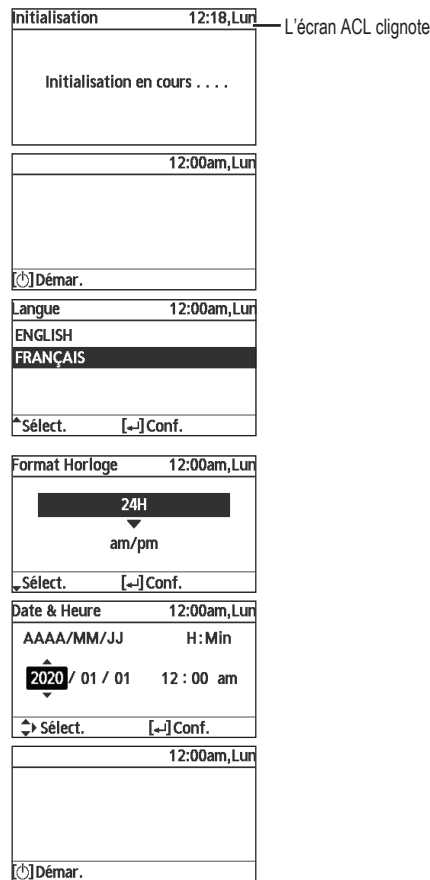 Initialisation 12:18,Lun
L'écran ACL clignote
Initialisation en cours . . . .
12:00am,Lun
[⏻]Démar.
Langue 12:00am,Lun
ENGLISH
FRANÇAIS
▲Sélect. [↵]Conf.
Format Horloge 12:00am,Lun
24H
▼
am/pm
▼Sélect. [↵]Conf.
Date & Heure 12:00am,Lun
AAAA/MM/JJ H:Min
2020 / 01 / 01 12 : 00 am
Sélect. [↵]Conf.
12:00am,Lun
[⏻]Démar.